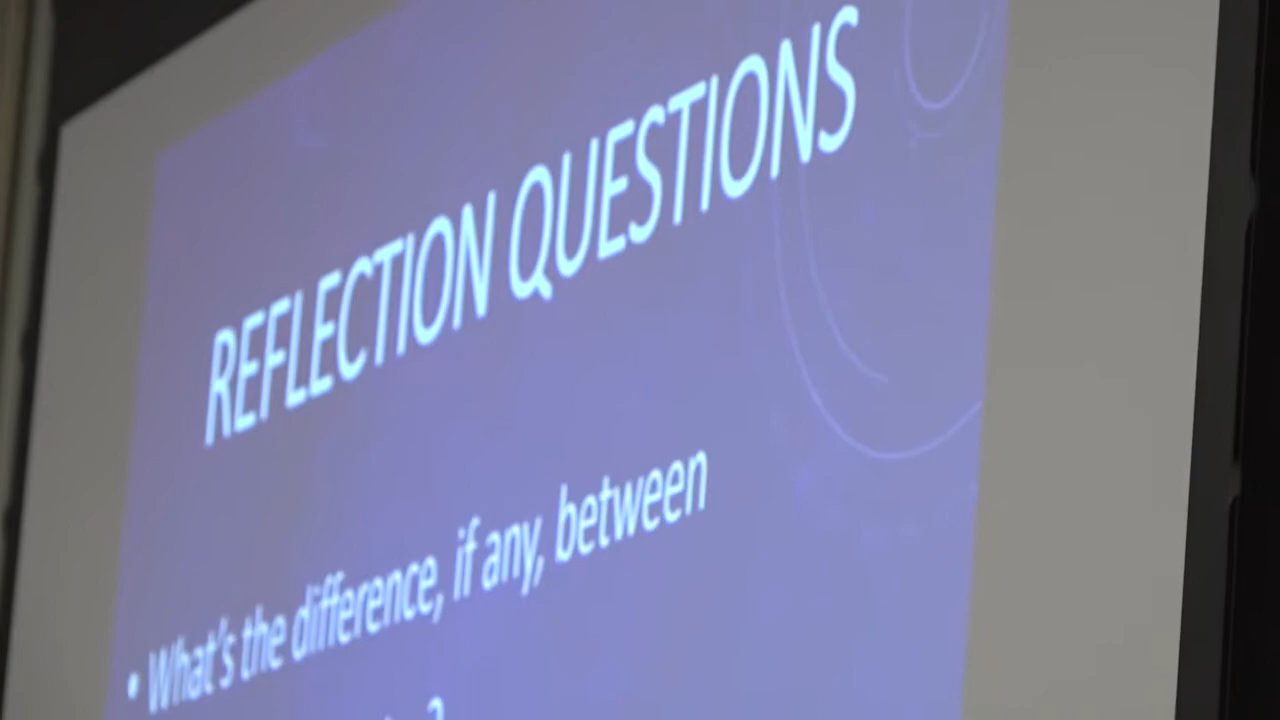 REFLECTION QUESTIONS
• What's the difference, if any, between